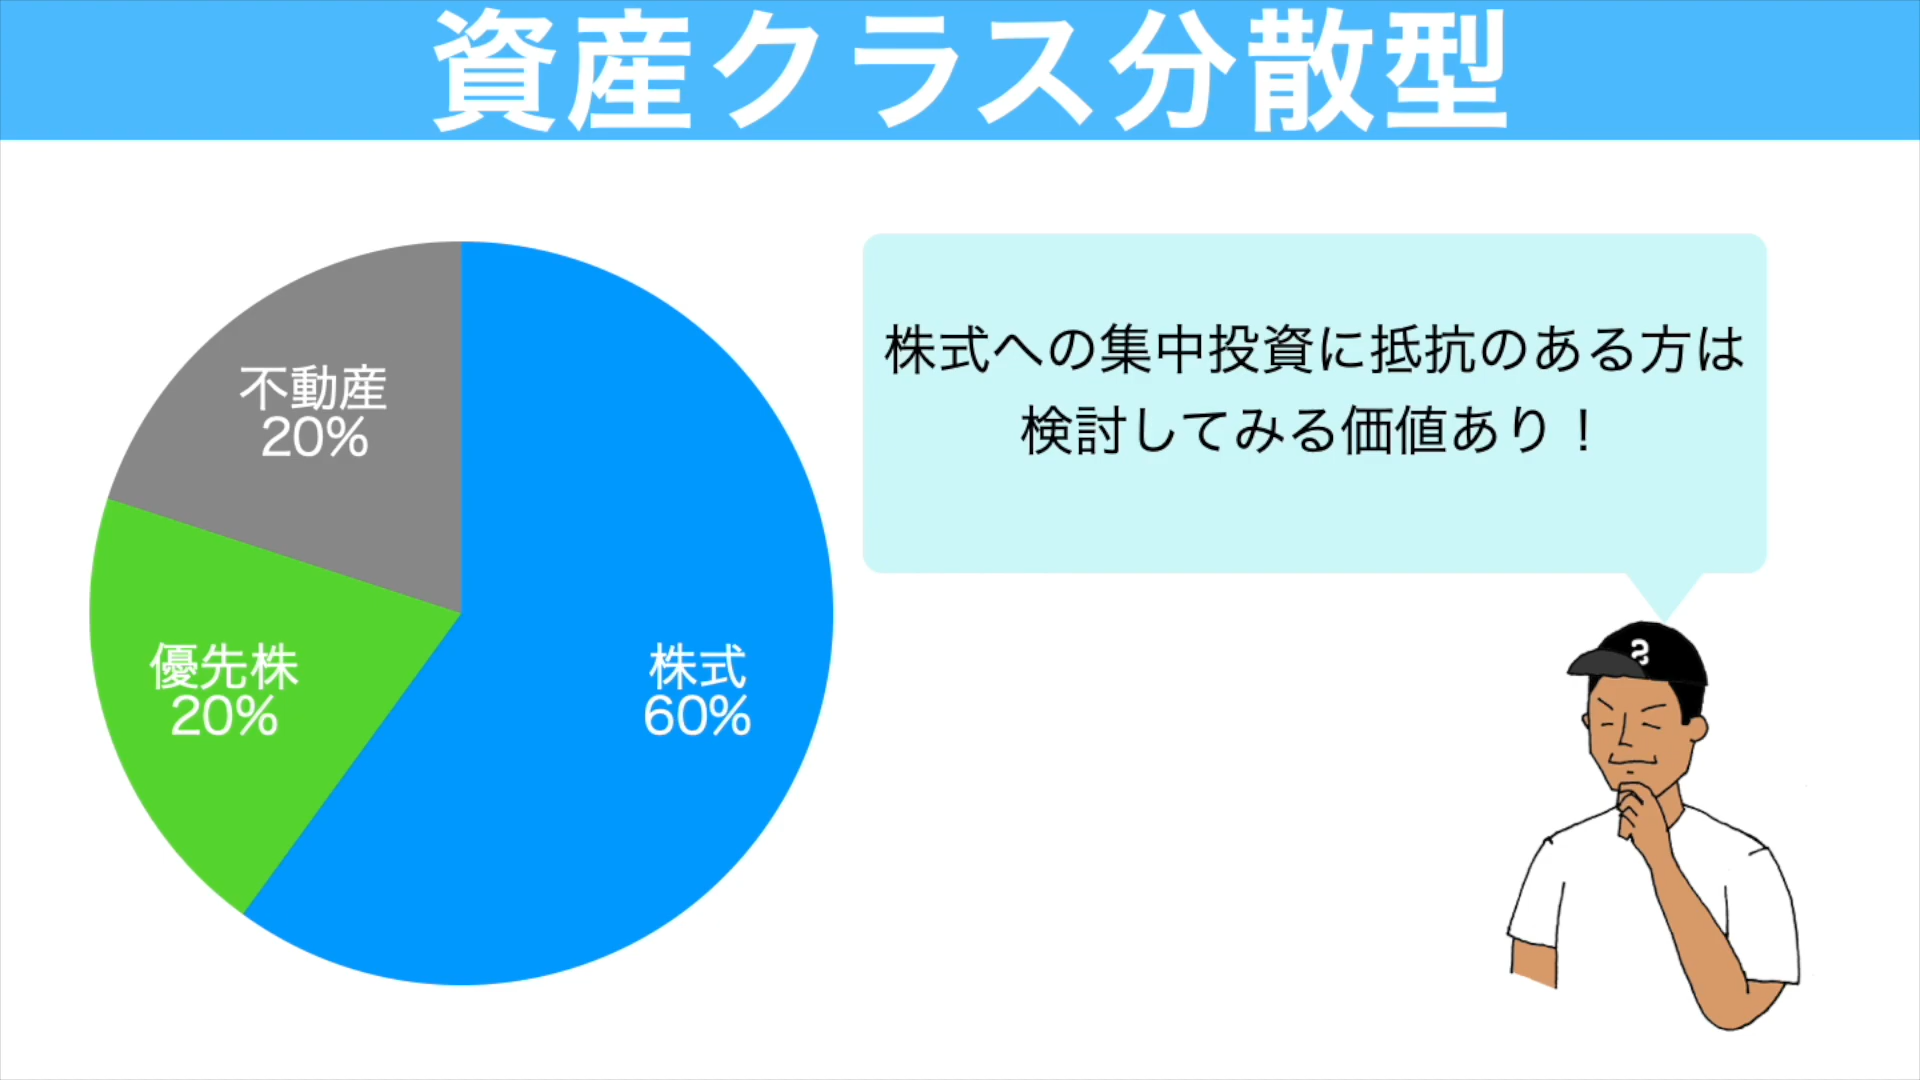 資産クラス分散型
不動産
20%
優先株
20%
株式
60%
株式への集中投資に抵抗のある方は
検討してみる価値あり！